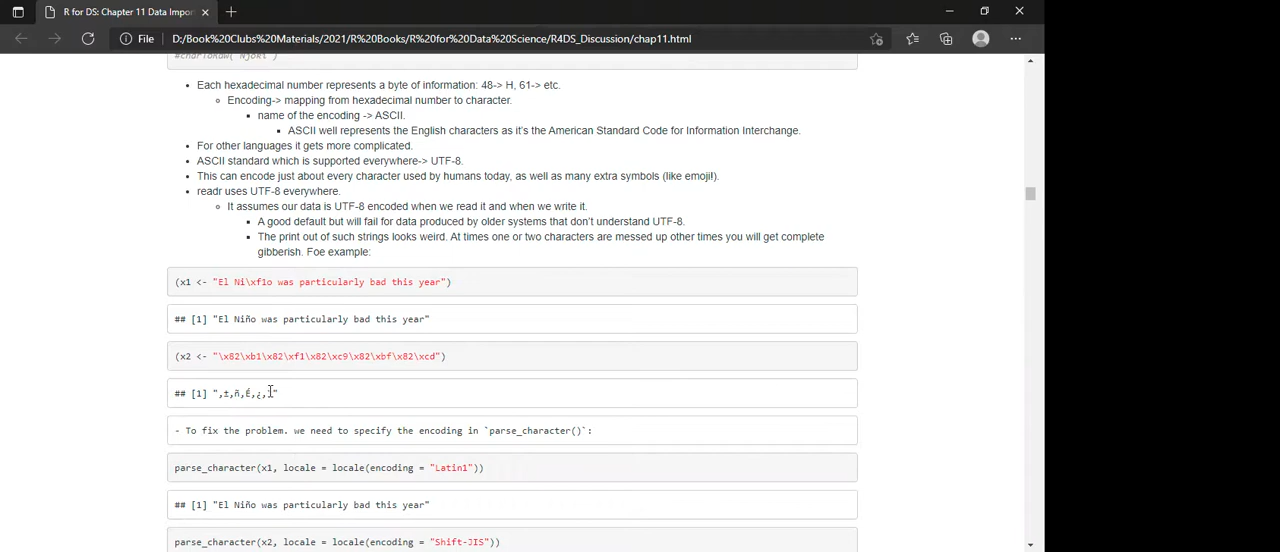 R for DS: Chapter 11 Data Impor
File
D:/Book%20Clubs%20Materials/2021/R%20Books/R%20for%20Data%20Science/R4DS_Discussion/chap11.html
Each hexadecimal number represents a byte of information: 48-> H, 61-> etc.
Encoding-> mapping from hexadecimal number to character.
name of the encoding -> ASCII.
ASCII well represents the English characters as it's the American Standard Code for Information Interchange.
For other languages it gets more complicated.
ASCII standard which is supported everywhere-> UTF-8.
This can encode just about every character used by humans today, as well as many extra symbols (like emoji!).
readr uses UTF-8 everywhere.
It assumes our data is UTF-8 encoded when we read it and when we write it.
A good default but will fail for data produced by older systems that don't understand UTF-8.
The print out of such strings looks weird. At times one or two characters are messed up other times you will get complete
gibberish. Foe example:
(x1 <- "El Ni\xf1o was particularly bad this year")
## [1] "El Niño was particularly bad this year"
(x2 <- "\x82\xb1\x82\xf1\x82\xc9\x82\xbf\x82\xcd")
## [1] "‚±‚ñ‚É‚¿‚
- To fix the problem. we need to specify the encoding in `parse_character()`:
parse_character(x1, locale = locale(encoding = "Latin1"))
## [1] "El Niño was particularly bad this year"
parse_character(x2, locale = locale(encoding = "Shift-JIS"))